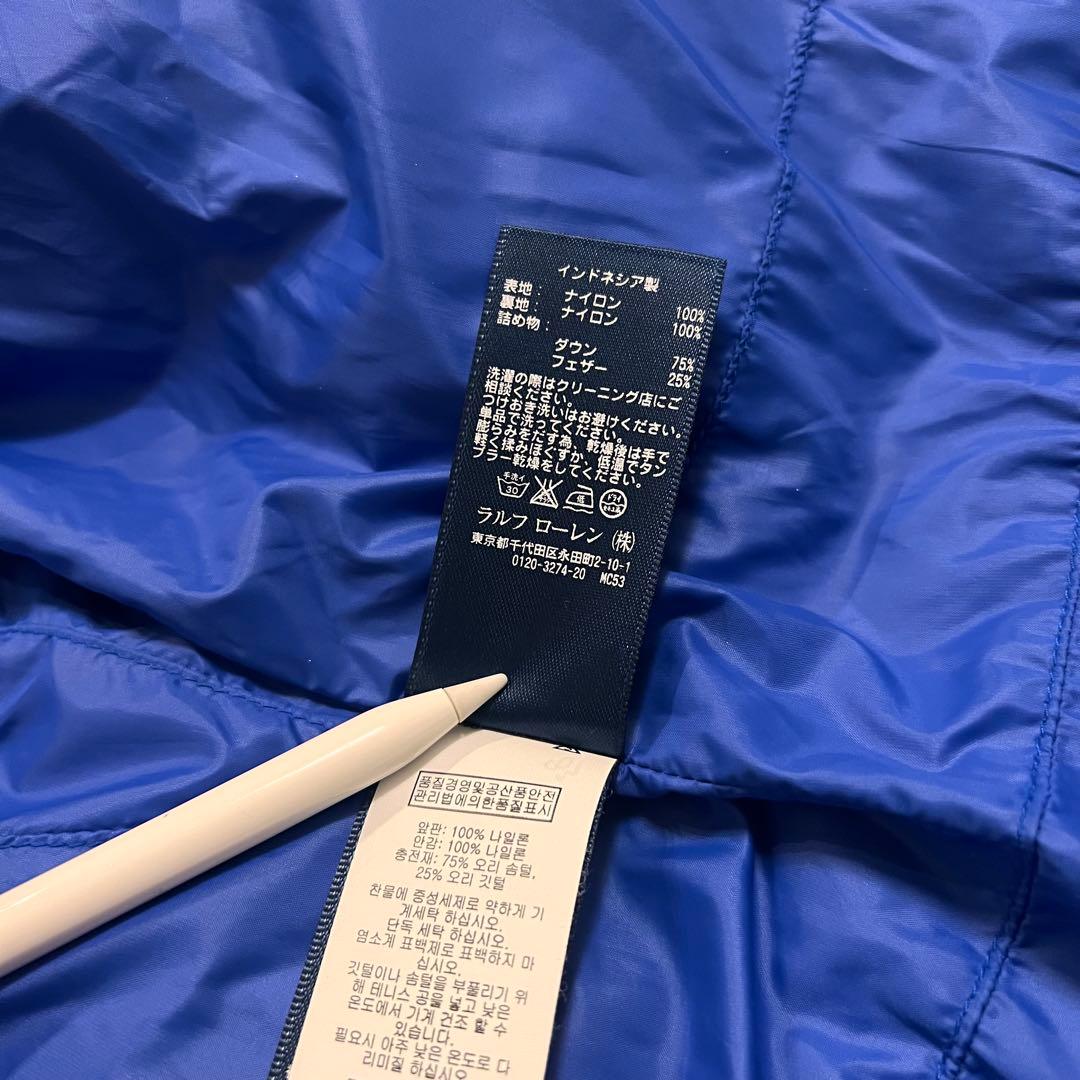 インドネシア製
表地: ナイロン 100%
裏地: ナイロン 100%
詰め物:
ダウン 75%
フェザー 25%
洗濯の際はクリーニング店にご
相談ください。
つけおき洗いはお避けください。
単品で洗ってください。
膨らみをたす為、乾燥後は手で
軽く揉みほぐすか、低温でタン
ブラー乾燥をしてください。
手洗イ 30 低 ドライ
ラルフ ローレン (株)
東京都千代田区永田町2-10-1
0120-3274-20 MC53
품질경영및공산품안전
관리법에의한품질표시
앞판: 100% 나일론
안감: 100% 나일론
충전재: 75% 오리 솜털,
25% 오리 깃털
찬물에 중성세제로 약하게 기
계세탁 하십시오.
단독 세탁 하십시오.
염소계 표백제로 표백하지 마
십시오.
깃털이나 솜털을 부풀리기 위
해 테니스 공을 넣고 낮은
온도에서 기계 건조 할 수
있습니다.
필요시 아주 낮은 온도로 다
리미질 하십시오.